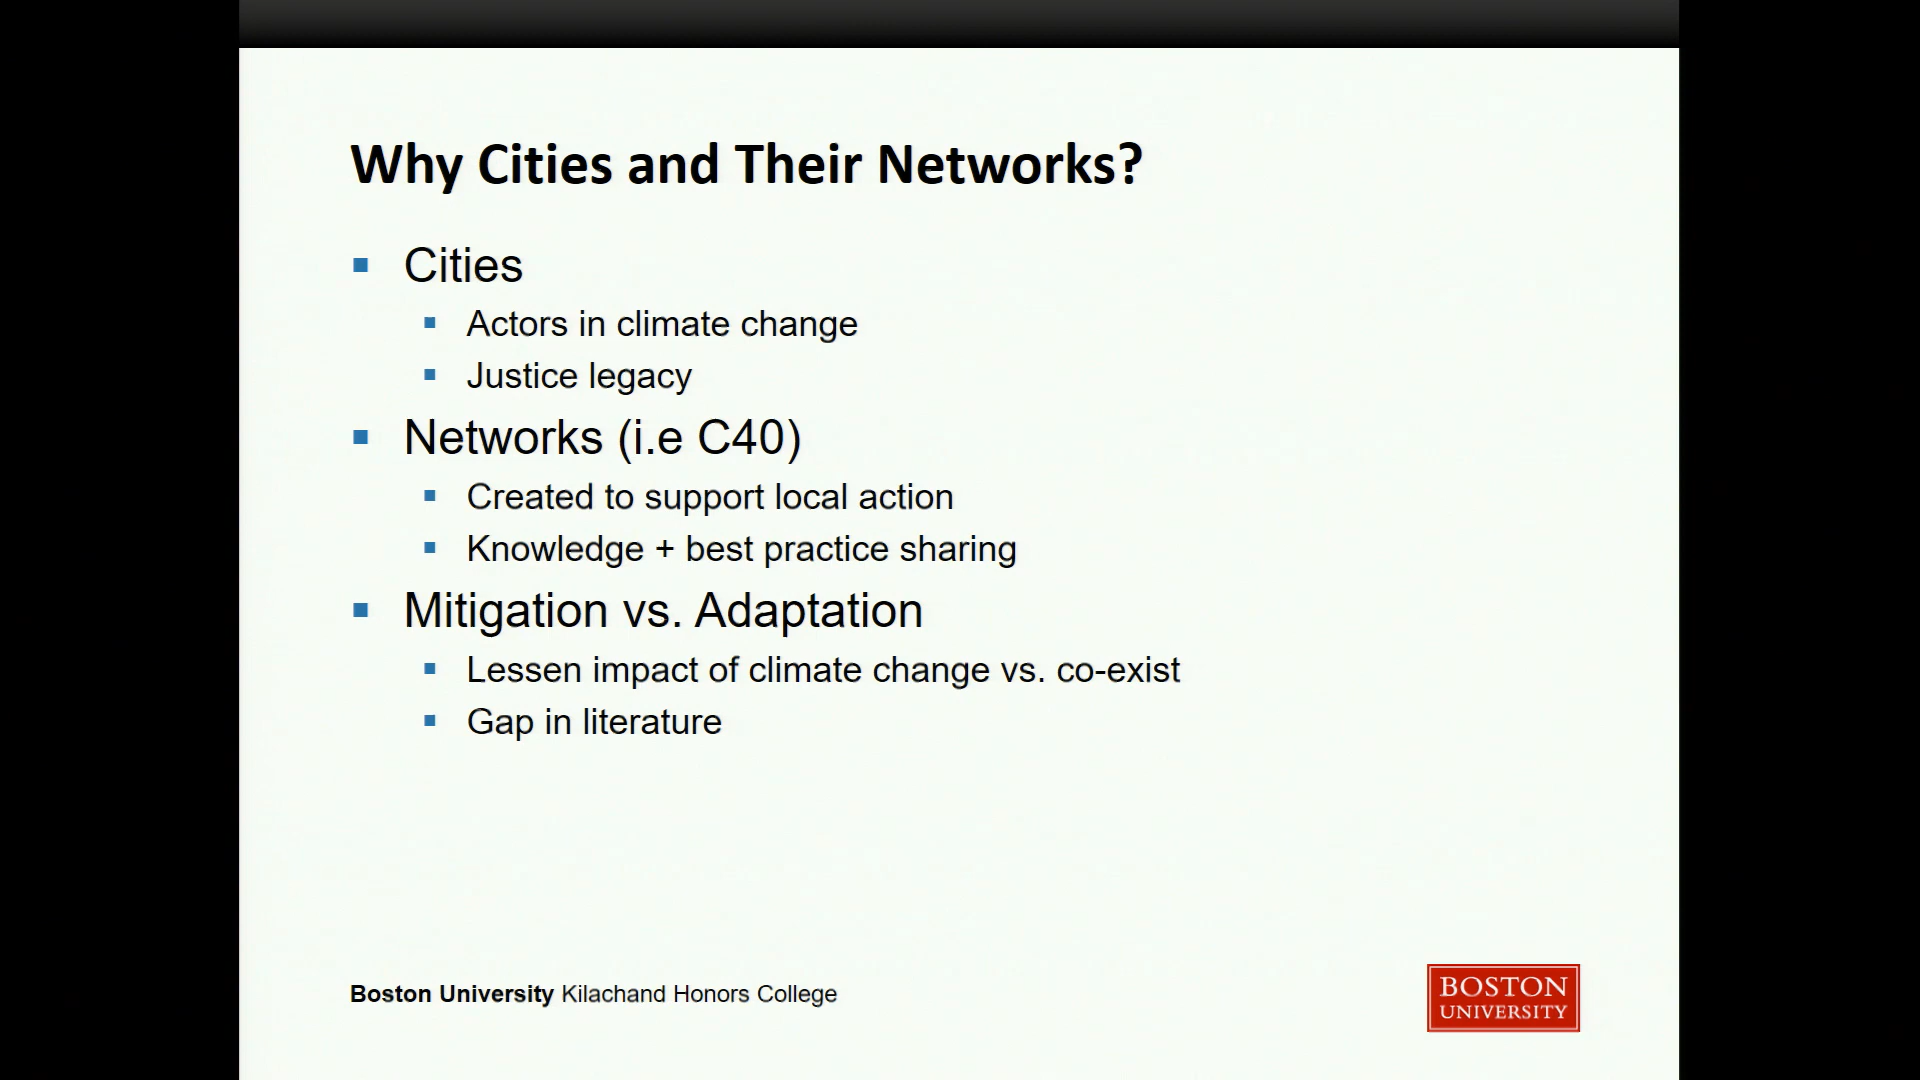 Why Cities and Their Networks?
Cities
Actors in climate change
Justice legacy
Networks (i.e C40)
Created to support local action
Knowledge + best practice sharing
Mitigation vs. Adaptation
Lessen impact of climate change vs. co-exist
Gap in literature
Boston University Kilachand Honors College
BOSTON
UNIVERSITY